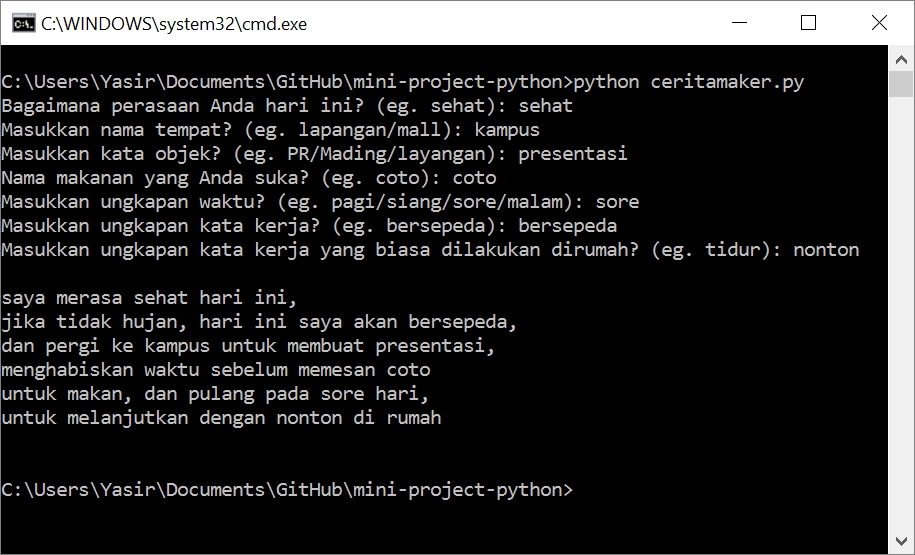 C:\WINDOWS\system32\cmd.exe
C:\Users\Yasir\Documents\GitHub\mini-project-python>python ceritamaker.py
Bagaimana perasaan Anda hari ini? (eg. sehat): sehat
Masukkan nama tempat? (eg. lapangan/mall): kampus
Masukkan kata objek? (eg. PR/Mading/layangan): presentasi
Nama makanan yang Anda suka? (eg. coto): coto
Masukkan ungkapan waktu? (eg. pagi/siang/sore/malam): sore
Masukkan ungkapan kata kerja? (eg. bersepeda): bersepeda
Masukkan ungkapan kata kerja yang biasa dilakukan dirumah? (eg. tidur): nonton
saya merasa sehat hari ini,
jika tidak hujan, hari ini saya akan bersepeda,
dan pergi ke kampus untuk membuat presentasi,
menghabiskan waktu sebelum memesan coto
untuk makan, dan pulang pada sore hari,
untuk melanjutkan dengan nonton di rumah
C:\Users\Yasir\Documents\GitHub\mini-project-python>